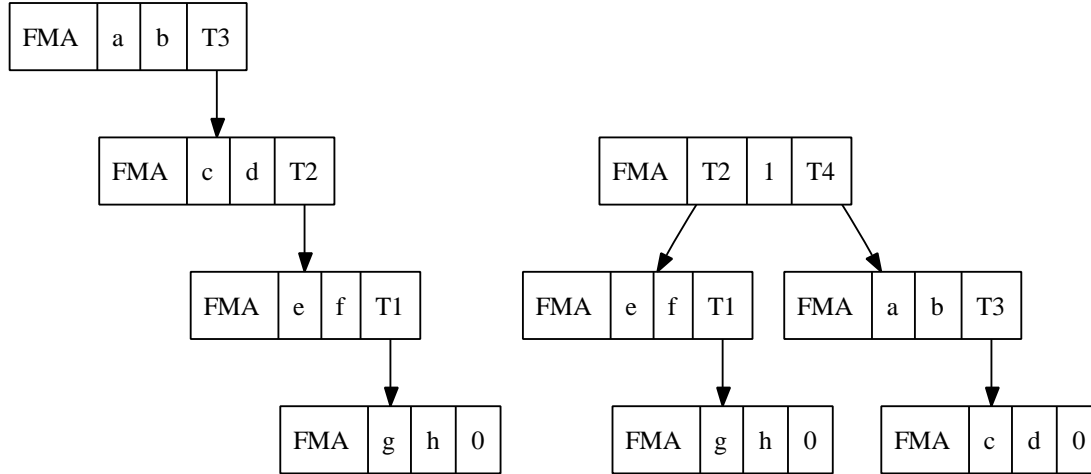 FMA a b T3
FMA c d T2
FMA T2 1 T4
FMA e f T1
FMA e f T1
FMA a b T3
FMA g h 0
FMA g h 0
FMA c d 0